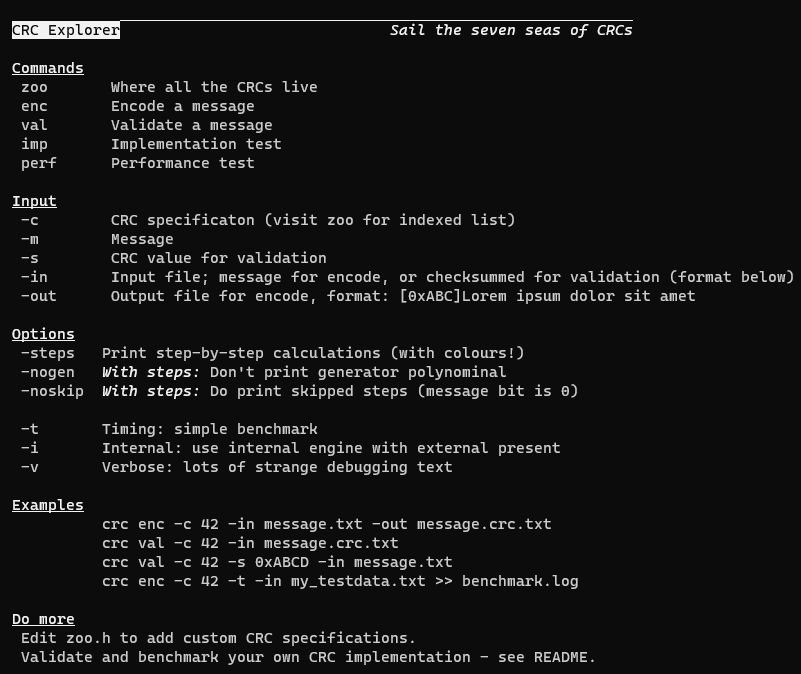 CRC Explorer Sail the seven seas of CRCs
Commands
zoo Where all the CRCs live
enc Encode a message
val Validate a message
imp Implementation test
perf Performance test
Input
-c CRC specificaton (visit zoo for indexed list)
-m Message
-s CRC value for validation
-in Input file; message for encode, or checksummed for validation (format below)
-out Output file for encode, format: [0xABC]Lorem ipsum dolor sit amet
Options
-steps Print step-by-step calculations (with colours!)
-nogen With steps: Don't print generator polynominal
-noskip With steps: Do print skipped steps (message bit is 0)
-t Timing: simple benchmark
-i Internal: use internal engine with external present
-v Verbose: lots of strange debugging text
Examples
crc enc -c 42 -in message.txt -out message.crc.txt
crc val -c 42 -in message.crc.txt
crc val -c 42 -s 0xABCD -in message.txt
crc enc -c 42 -t -in my_testdata.txt >> benchmark.log
Do more
Edit zoo.h to add custom CRC specifications.
Validate and benchmark your own CRC implementation - see README.